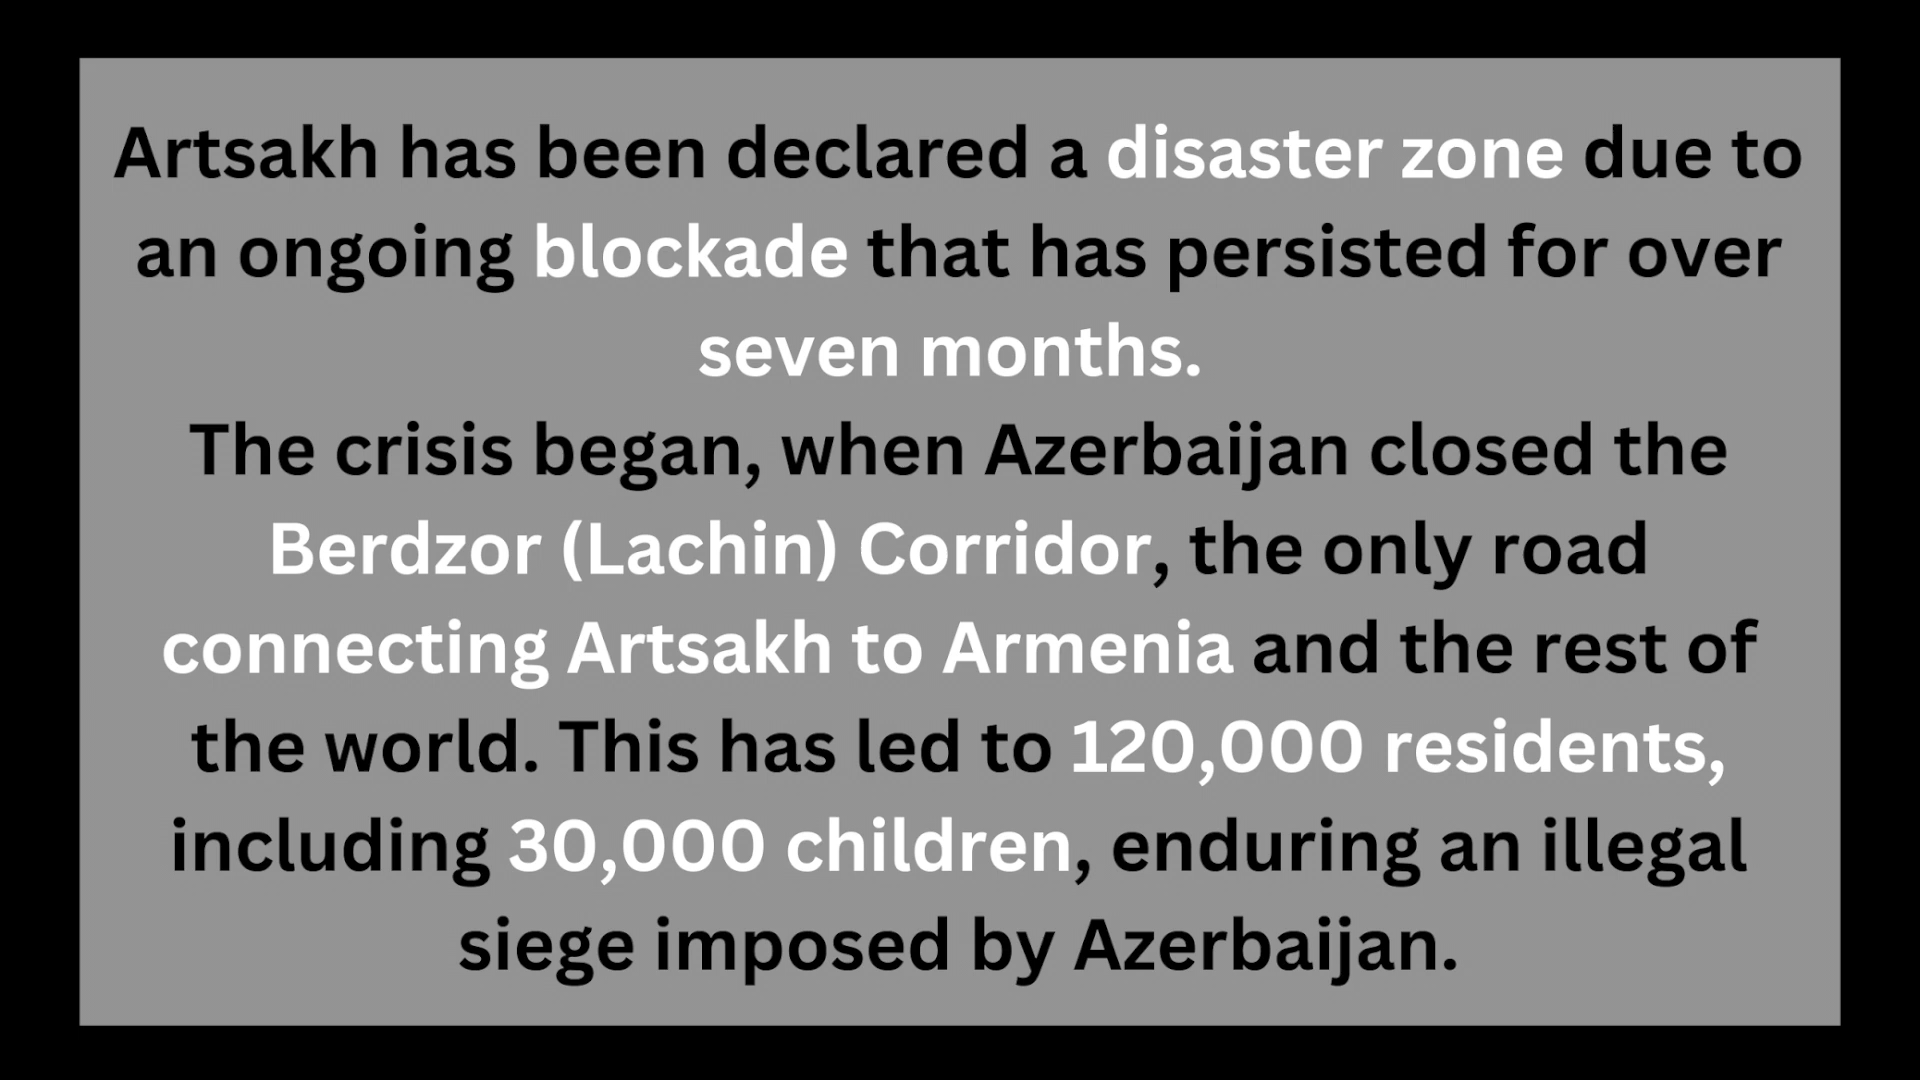 Artsakh has been declared a disaster zone due to
an ongoing blockade that has persisted for over
seven months.
The crisis began, when Azerbaijan closed the
Berdzor (Lachin) Corridor, the only road
connecting Artsakh to Armenia and the rest of
the world. This has led to 120,000 residents,
including 30,000 children, enduring an illegal
siege imposed by Azerbaijan.